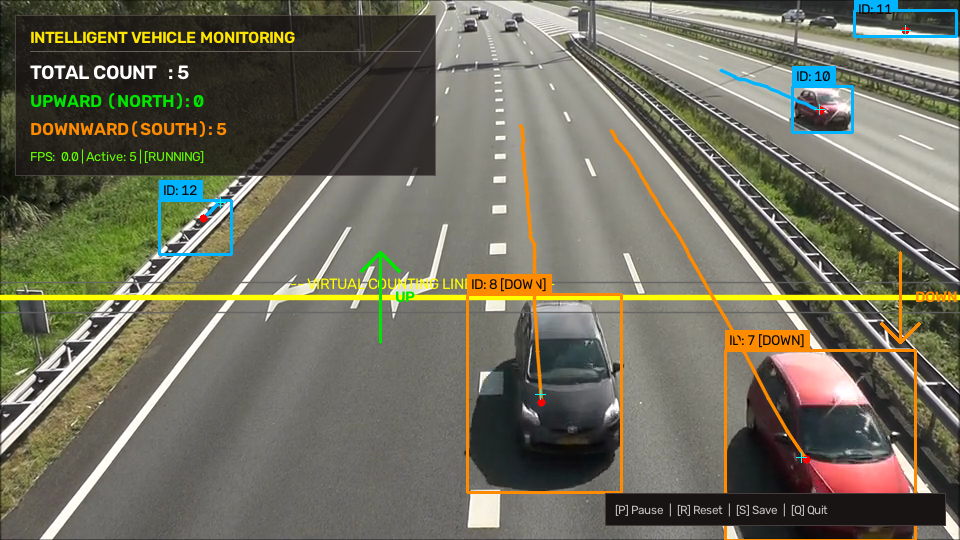 INTELLIGENT VEHICLE MONITORING
TOTAL COUNT : 5
UPWARD (NORTH): 0
DOWNWARD(SOUTH): 5
FPS: 0.0 | Active: 5 | [RUNNING]
ID: 11
ID: 10
ID: 12
ID: 8 [DOWN]
-- VIRTUAL COUNTING LINE
UP
DOWN
ID: 7 [DOWN]
[P] Pause | [R] Reset | [S] Save | [Q] Quit